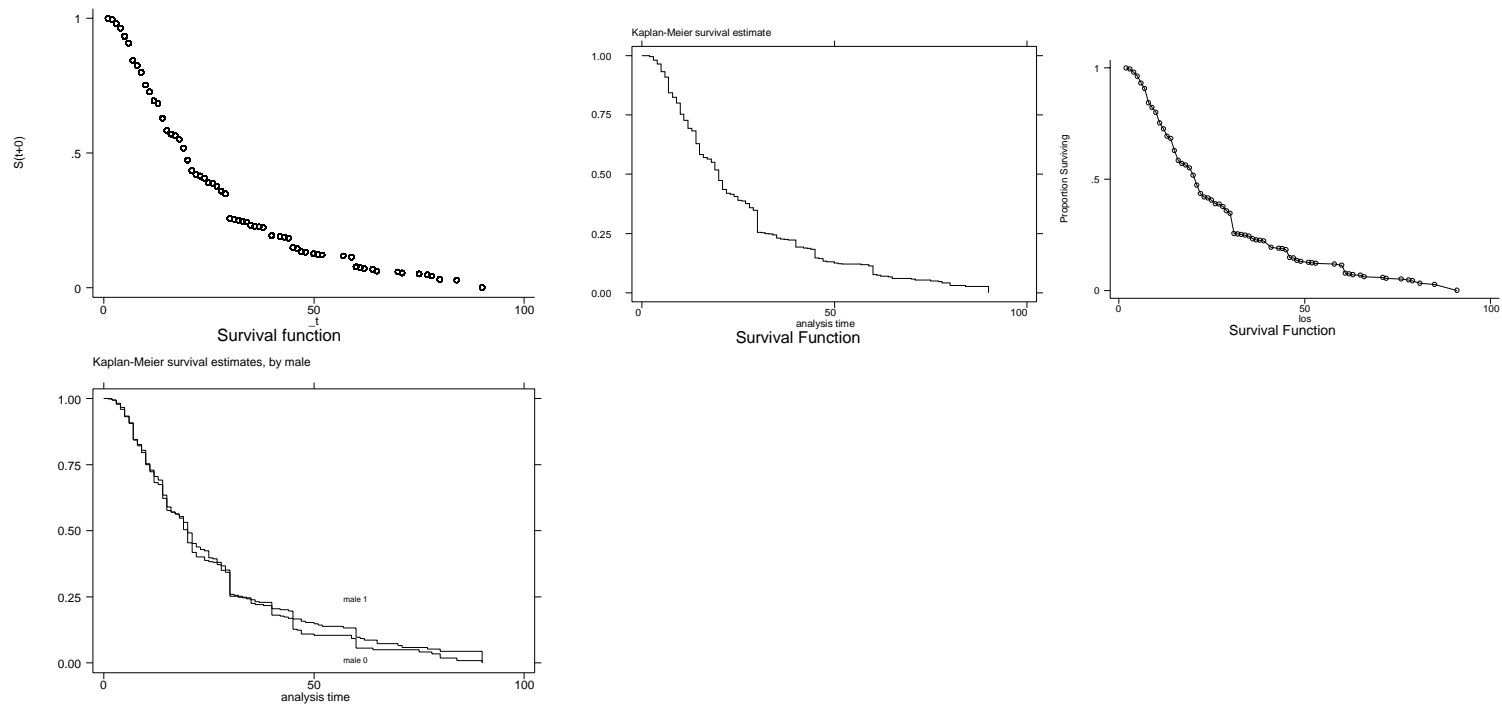 1
.5
0
S(t+0)
0
50
100
_t
Survival function
Kaplan-Meier survival estimate
1.00
0.75
0.50
0.25
0.00
0
50
100
analysis time
Survival Function
1
.5
0
Proportion Surviving
0
50
100
los
Survival Function
Kaplan-Meier survival estimates, by male
1.00
0.75
0.50
0.25
0.00
male 1
male 0
0
50
100
analysis time